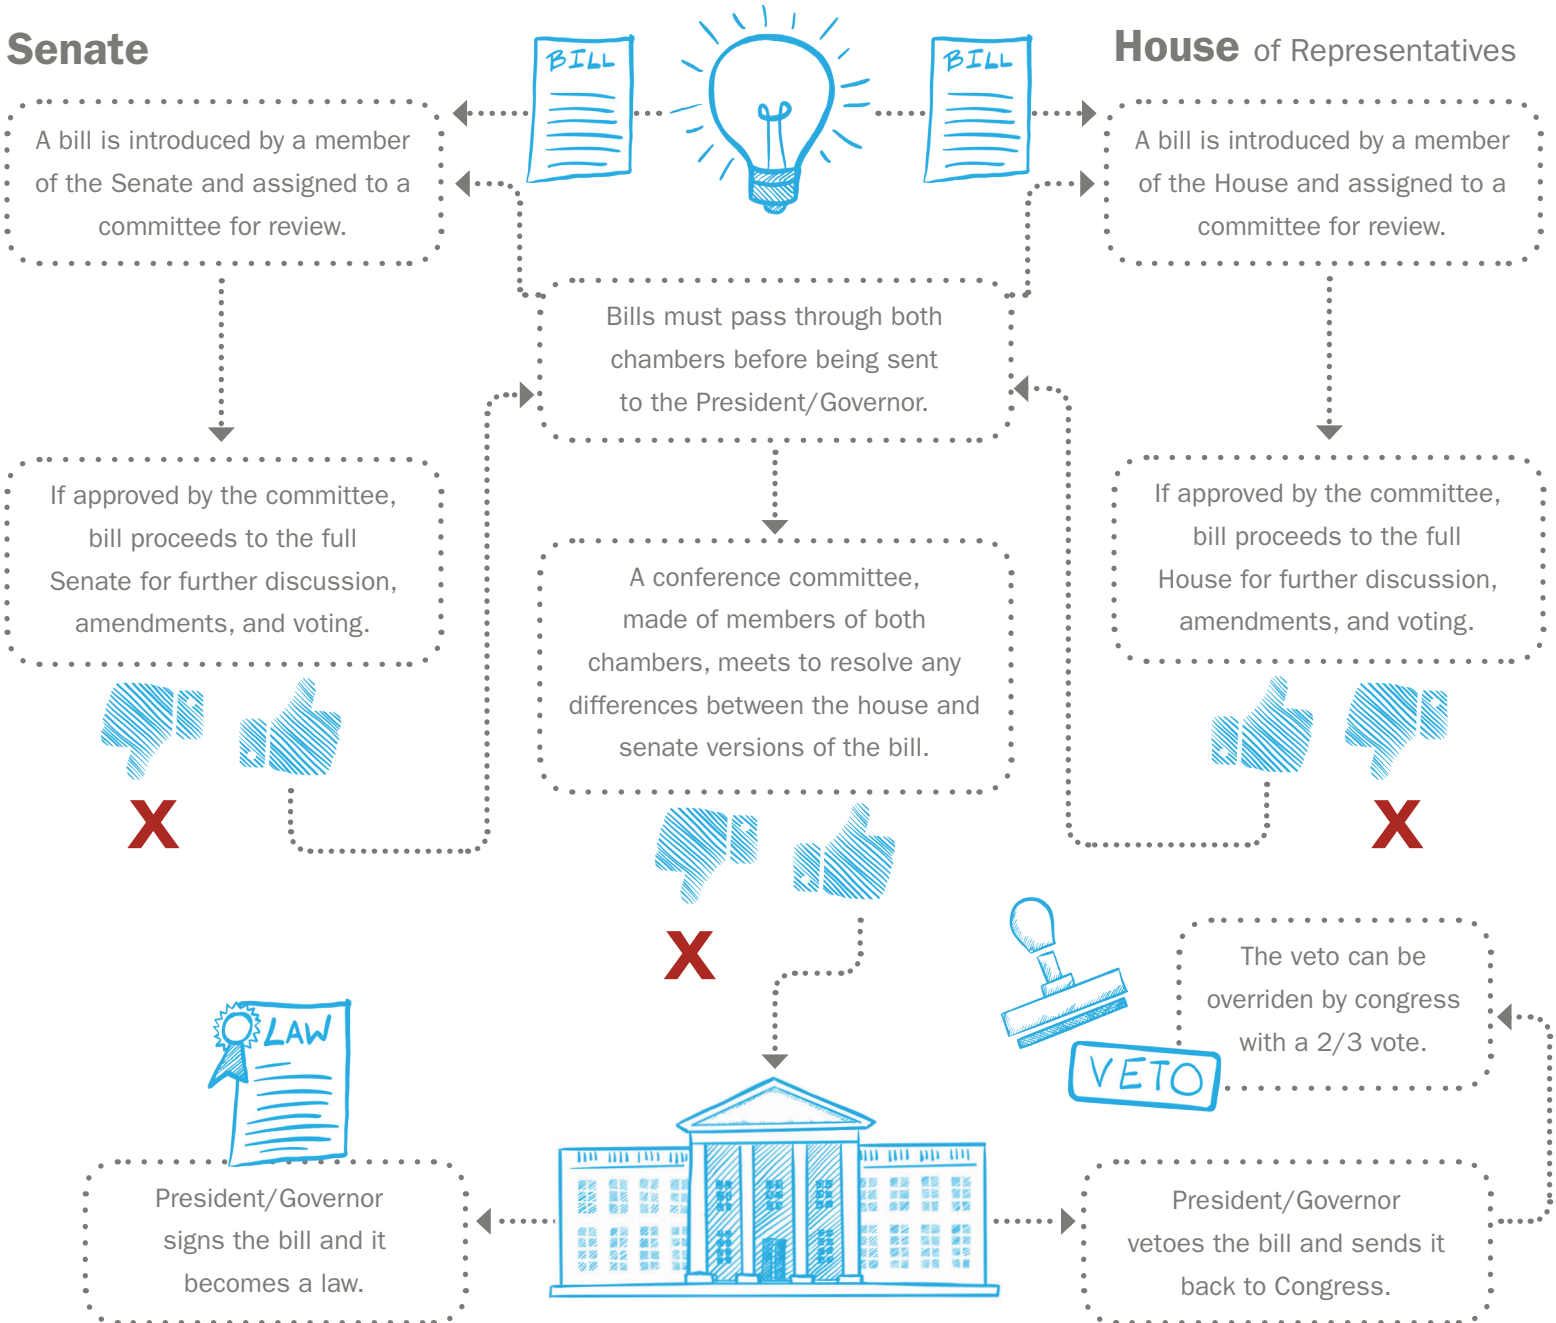 Senate
BILL
BILL
House of Representatives
A bill is introduced by a member
of the Senate and assigned to a
committee for review.
A bill is introduced by a member
of the House and assigned to a
committee for review.
Bills must pass through both
chambers before being sent
to the President/Governor.
If approved by the committee,
bill proceeds to the full
Senate for further discussion,
amendments, and voting.
A conference committee,
made of members of both
chambers, meets to resolve any
differences between the house and
senate versions of the bill.
If approved by the committee,
bill proceeds to the full
House for further discussion,
amendments, and voting.
X
X
X
The veto can be
overriden by congress
with a 2/3 vote.
VETO
LAW
President/Governor
signs the bill and it
becomes a law.
President/Governor
vetoes the bill and sends it
back to Congress.